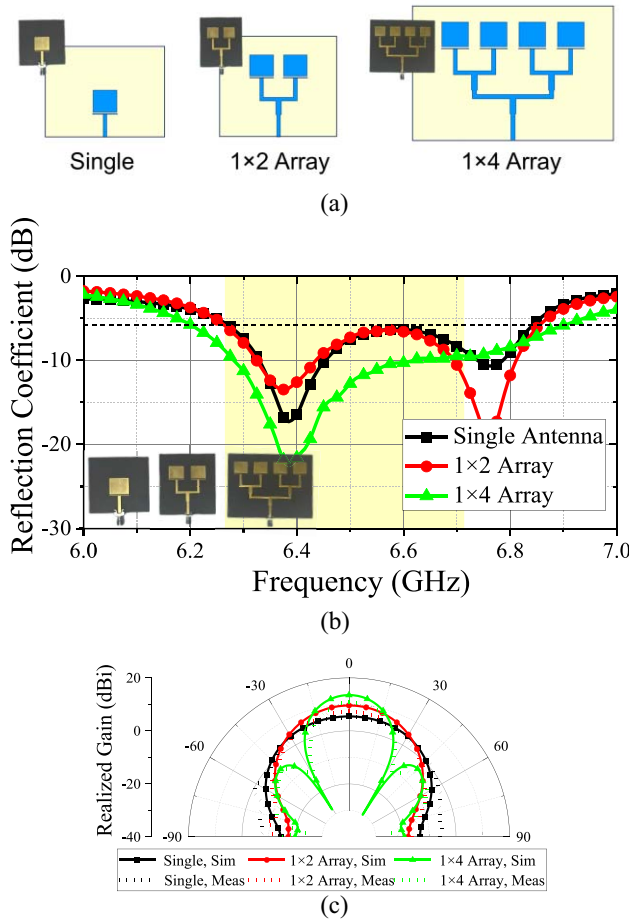 Single
1×2 Array
1×4 Array
(a)
Reflection Coefficient (dB)
0
-10
-20
-30
Single Antenna
1×2 Array
1×4 Array
6.0
6.2
6.4
6.6
6.8
7.0
Frequency (GHz)
(b)
Realized Gain (dBi)
20
0
-20
-40
-90
-60
-30
0
30
60
90
Single, Sim
1×2 Array, Sim
1×4 Array, Sim
Single, Meas
1×2 Array, Meas
1×4 Array, Meas
(c)